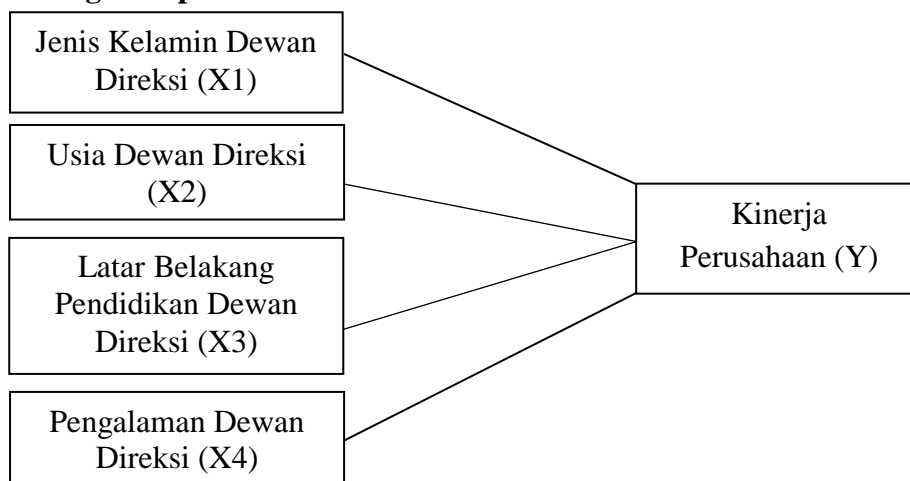 Jenis Kelamin Dewan
Direksi (X1)
Usia Dewan Direksi
(X2)
Latar Belakang
Pendidikan Dewan
Direksi (X3)
Pengalaman Dewan
Direksi (X4)
Kinerja
Perusahaan (Y)